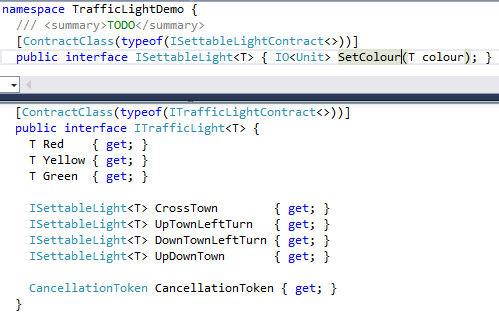 namespace TrafficLightDemo {
  /// <summary>TODO</summary>
  [ContractClass(typeof(ISettableLightContract<>))]
  public interface ISettableLight<T> { IO<Unit> SetColour(T colour); }
  [ContractClass(typeof(ITrafficLightContract<>))]
  public interface ITrafficLight<T> {
    T Red    { get; }
    T Yellow { get; }
    T Green  { get; }

    ISettableLight<T> CrossTown        { get; }
    ISettableLight<T> UpTownLeftTurn   { get; }
    ISettableLight<T> DownTownLeftTurn { get; }
    ISettableLight<T> UpDownTown       { get; }

    CancellationToken CancellationToken { get; }
  }